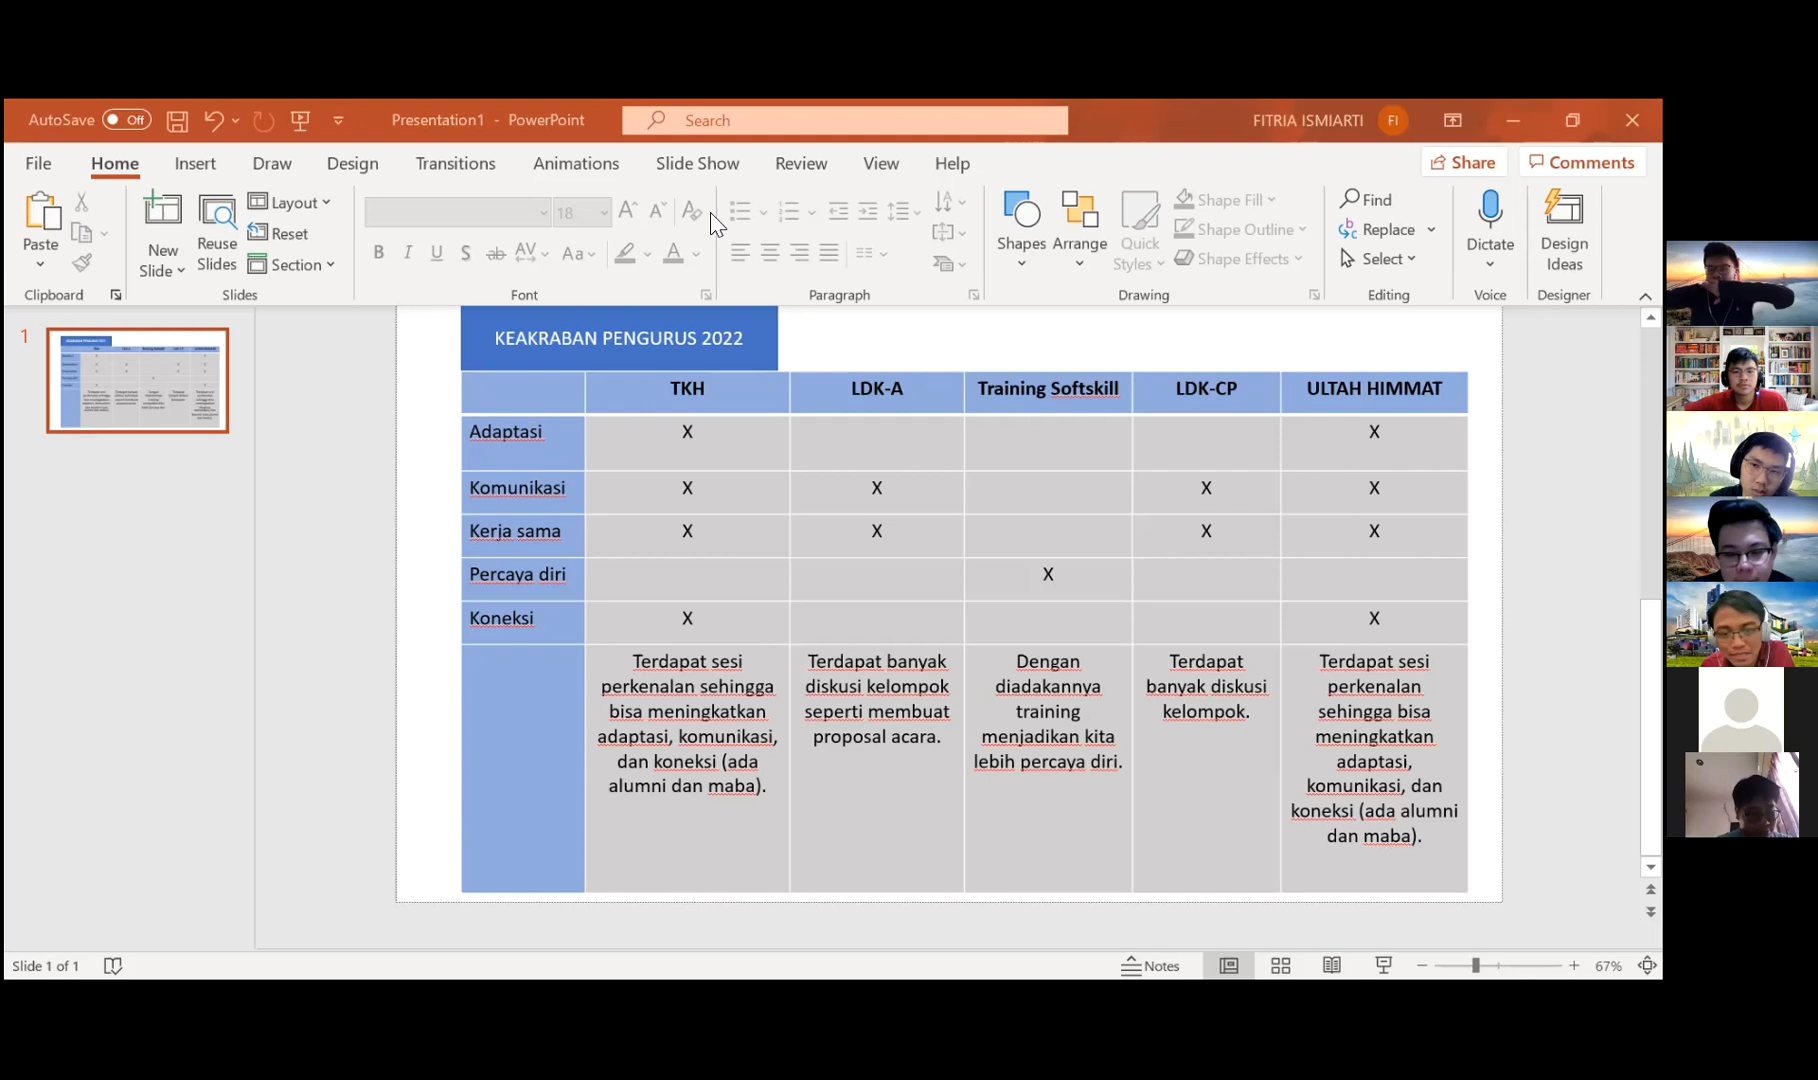 AutoSave Off Presentation1 - PowerPoint Search FITRIA ISMIARTI FI
File Home Insert Draw Design Transitions Animations Slide Show Review View Help Share Comments
Paste
Clipboard
New
Slide
Reuse
Slides
Layout
Reset
Section
Slides
18
Aa
B I U S ab AV Aa A
Font
Paragraph
Shapes
Arrange
Quick
Styles
Shape Fill
Shape Outline
Shape Effects
Drawing
Find
Replace
Select
Editing
Dictate
Voice
Design
Ideas
Designer
1
KEAKRABAN PENGURUS 2022
TKH LDK-A Training Softskill LDK-CP ULTAH HIMMAT
Adaptasi X X
Komunikasi X X X X
Kerja sama X X X X
Percaya diri X
Koneksi X X
Terdapat sesi
perkenalan sehingga
bisa meningkatkan
adaptasi, komunikasi,
dan koneksi (ada
alumni dan maba).
Terdapat banyak
diskusi kelompok
seperti membuat
proposal acara.
Dengan
diadakannya
training
menjadikan kita
lebih percaya diri.
Terdapat
banyak diskusi
kelompok.
Terdapat sesi
perkenalan
sehingga bisa
meningkatkan
adaptasi,
komunikasi, dan
koneksi (ada alumni
dan maba).
Slide 1 of 1 Notes 67%